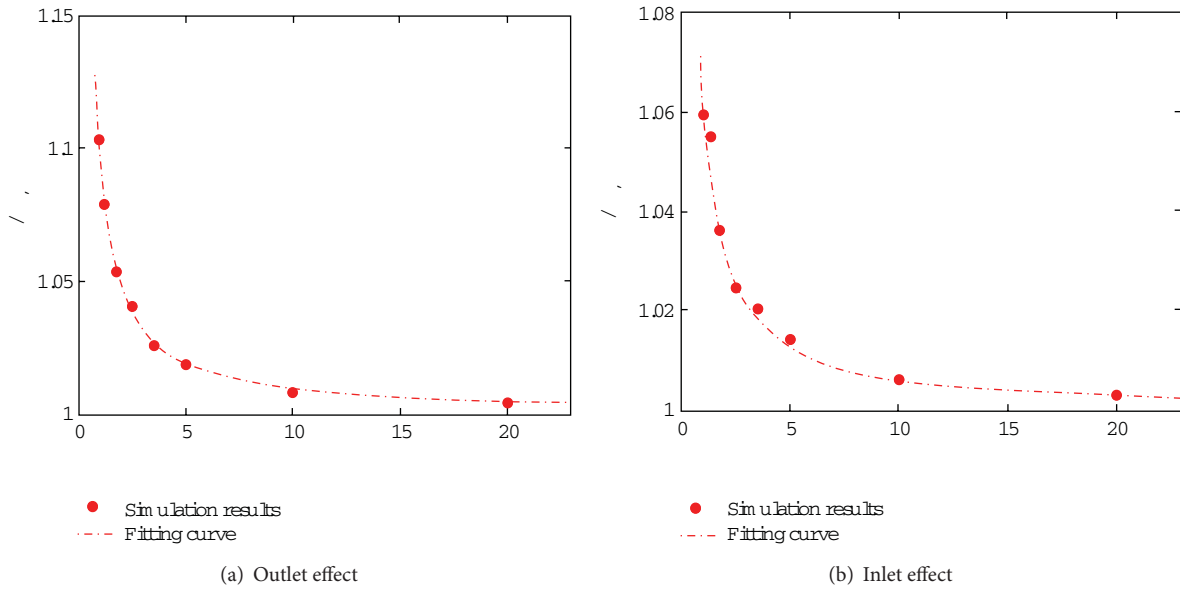 1.15
1.1
1.05
1
/ ′
0 5 10 15 20
Simulation results
Fitting curve
(a) Outlet effect
1.08
1.06
1.04
1.02
1
/ ′
0 5 10 15 20
Simulation results
Fitting curve
(b) Inlet effect